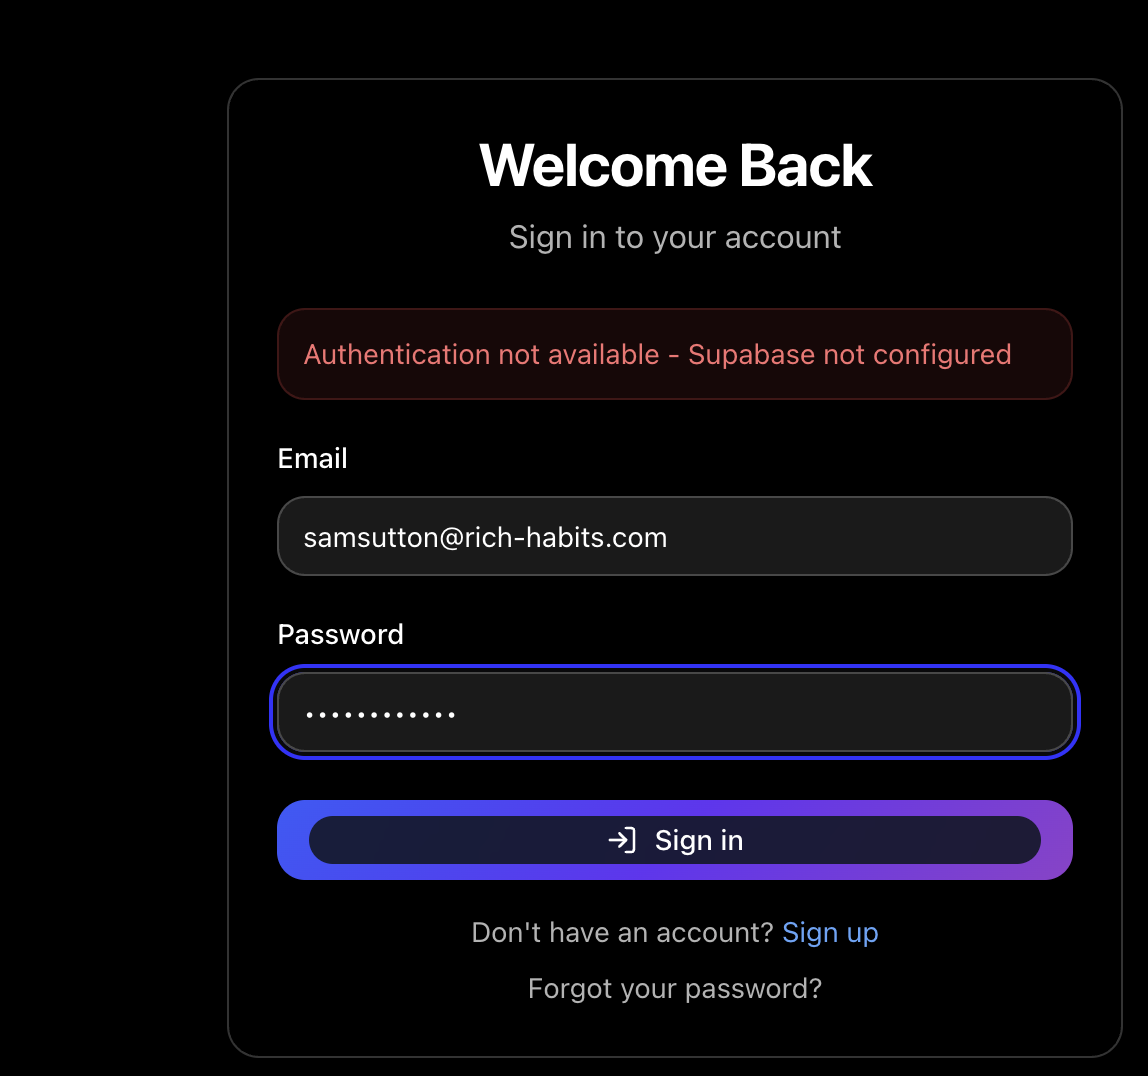 Welcome Back
Sign in to your account
Authentication not available - Supabase not configured
Email
samsutton@rich-habits.com
Password
••••••••••••
Sign in
Don't have an account? Sign up
Forgot your password?